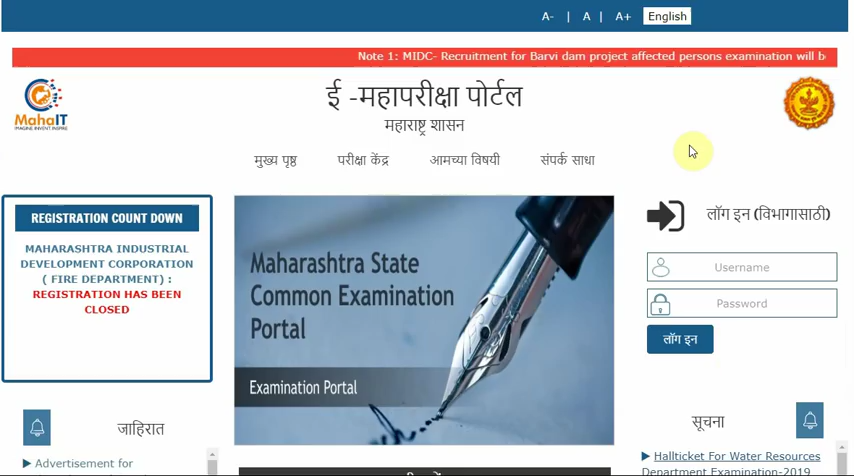 A- | A | A+ English
Note 1: MIDC- Recruitment for Barvi dam project affected persons examination will b
MahaIT
IMAGINE INVENT INSPIRE
ई -महापरीक्षा पोर्टल
महाराष्ट्र शासन
मुख्य पृष्ठ परीक्षा केंद्र आमच्या विषयी संपर्क साधा
REGISTRATION COUNT DOWN
MAHARASHTRA INDUSTRIAL
DEVELOPMENT CORPORATION
( FIRE DEPARTMENT) :
REGISTRATION HAS BEEN
CLOSED
Maharashtra State
Common Examination
Portal
Examination Portal
लॉग इन (विभागासाठी)
Username
Password
लॉग इन
जाहिरात
Advertisement for
सूचना
Hallticket For Water Resources
Department Examination-2019